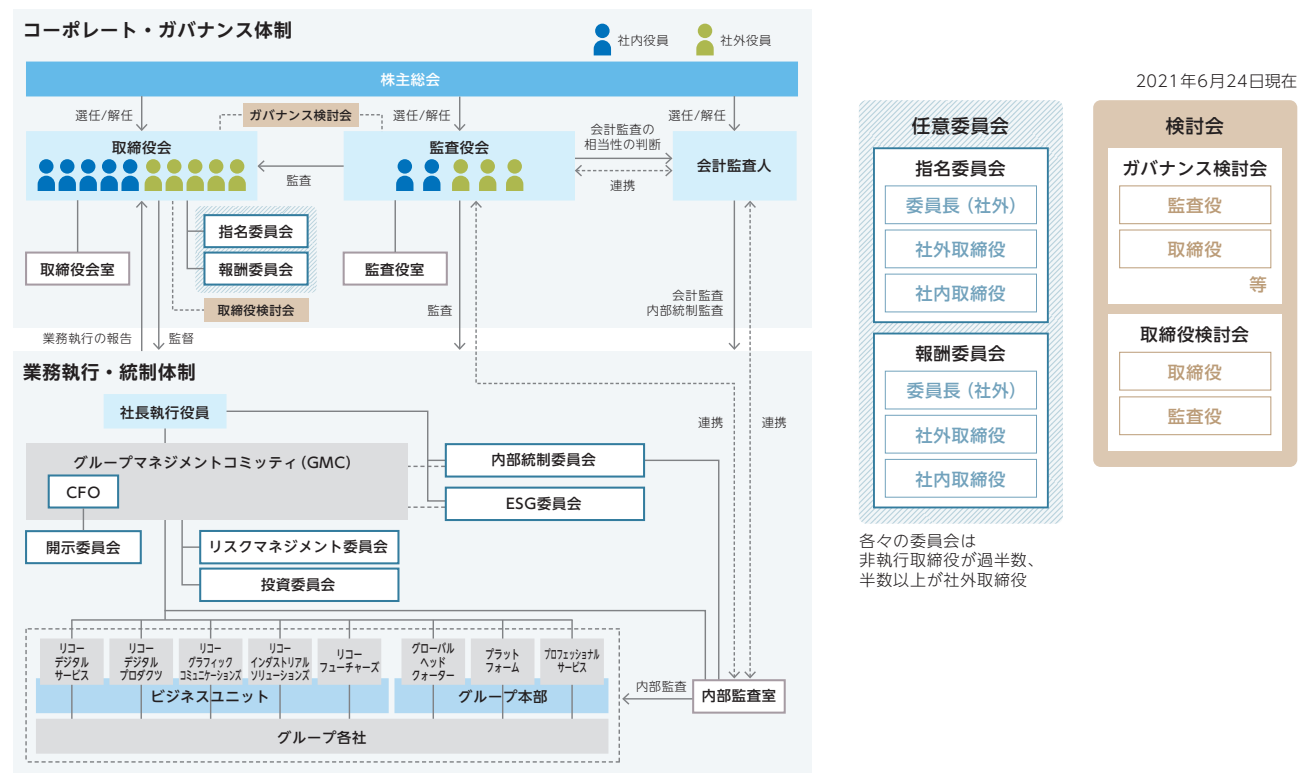 コーポレート・ガバナンス体制
社内役員
社外役員
株主総会
選任/解任
ガバナンス検討会
選任/解任
選任/解任
取締役会
監査役会
会計監査の
相当性の判断
会計監査人
監査
連携
指名委員会
報酬委員会
取締役会室
監査役室
取締役検討会
業務執行の報告
監督
監査
会計監査
内部統制監査
業務執行・統制体制
社長執行役員
連携
連携
グループマネジメントコミッティ(GMC)
CFO
内部統制委員会
ESG委員会
開示委員会
リスクマネジメント委員会
投資委員会
リコー
デジタル
サービス
リコー
デジタル
プロダクツ
リコー
グラフィック
コミュニケーションズ
リコー
インダストリアル
ソリューションズ
リコー
フューチャーズ
グローバル
ヘッド
クォーター
プラット
フォーム
プロフェッショナル
サービス
ビジネスユニット
グループ本部
グループ各社
内部監査
内部監査室
2021年6月24日現在
任意委員会
指名委員会
委員長（社外）
社外取締役
社内取締役
報酬委員会
委員長（社外）
社外取締役
社内取締役
各々の委員会は
非執行取締役が過半数、
半数以上が社外取締役
検討会
ガバナンス検討会
監査役
取締役
等
取締役検討会
取締役
監査役